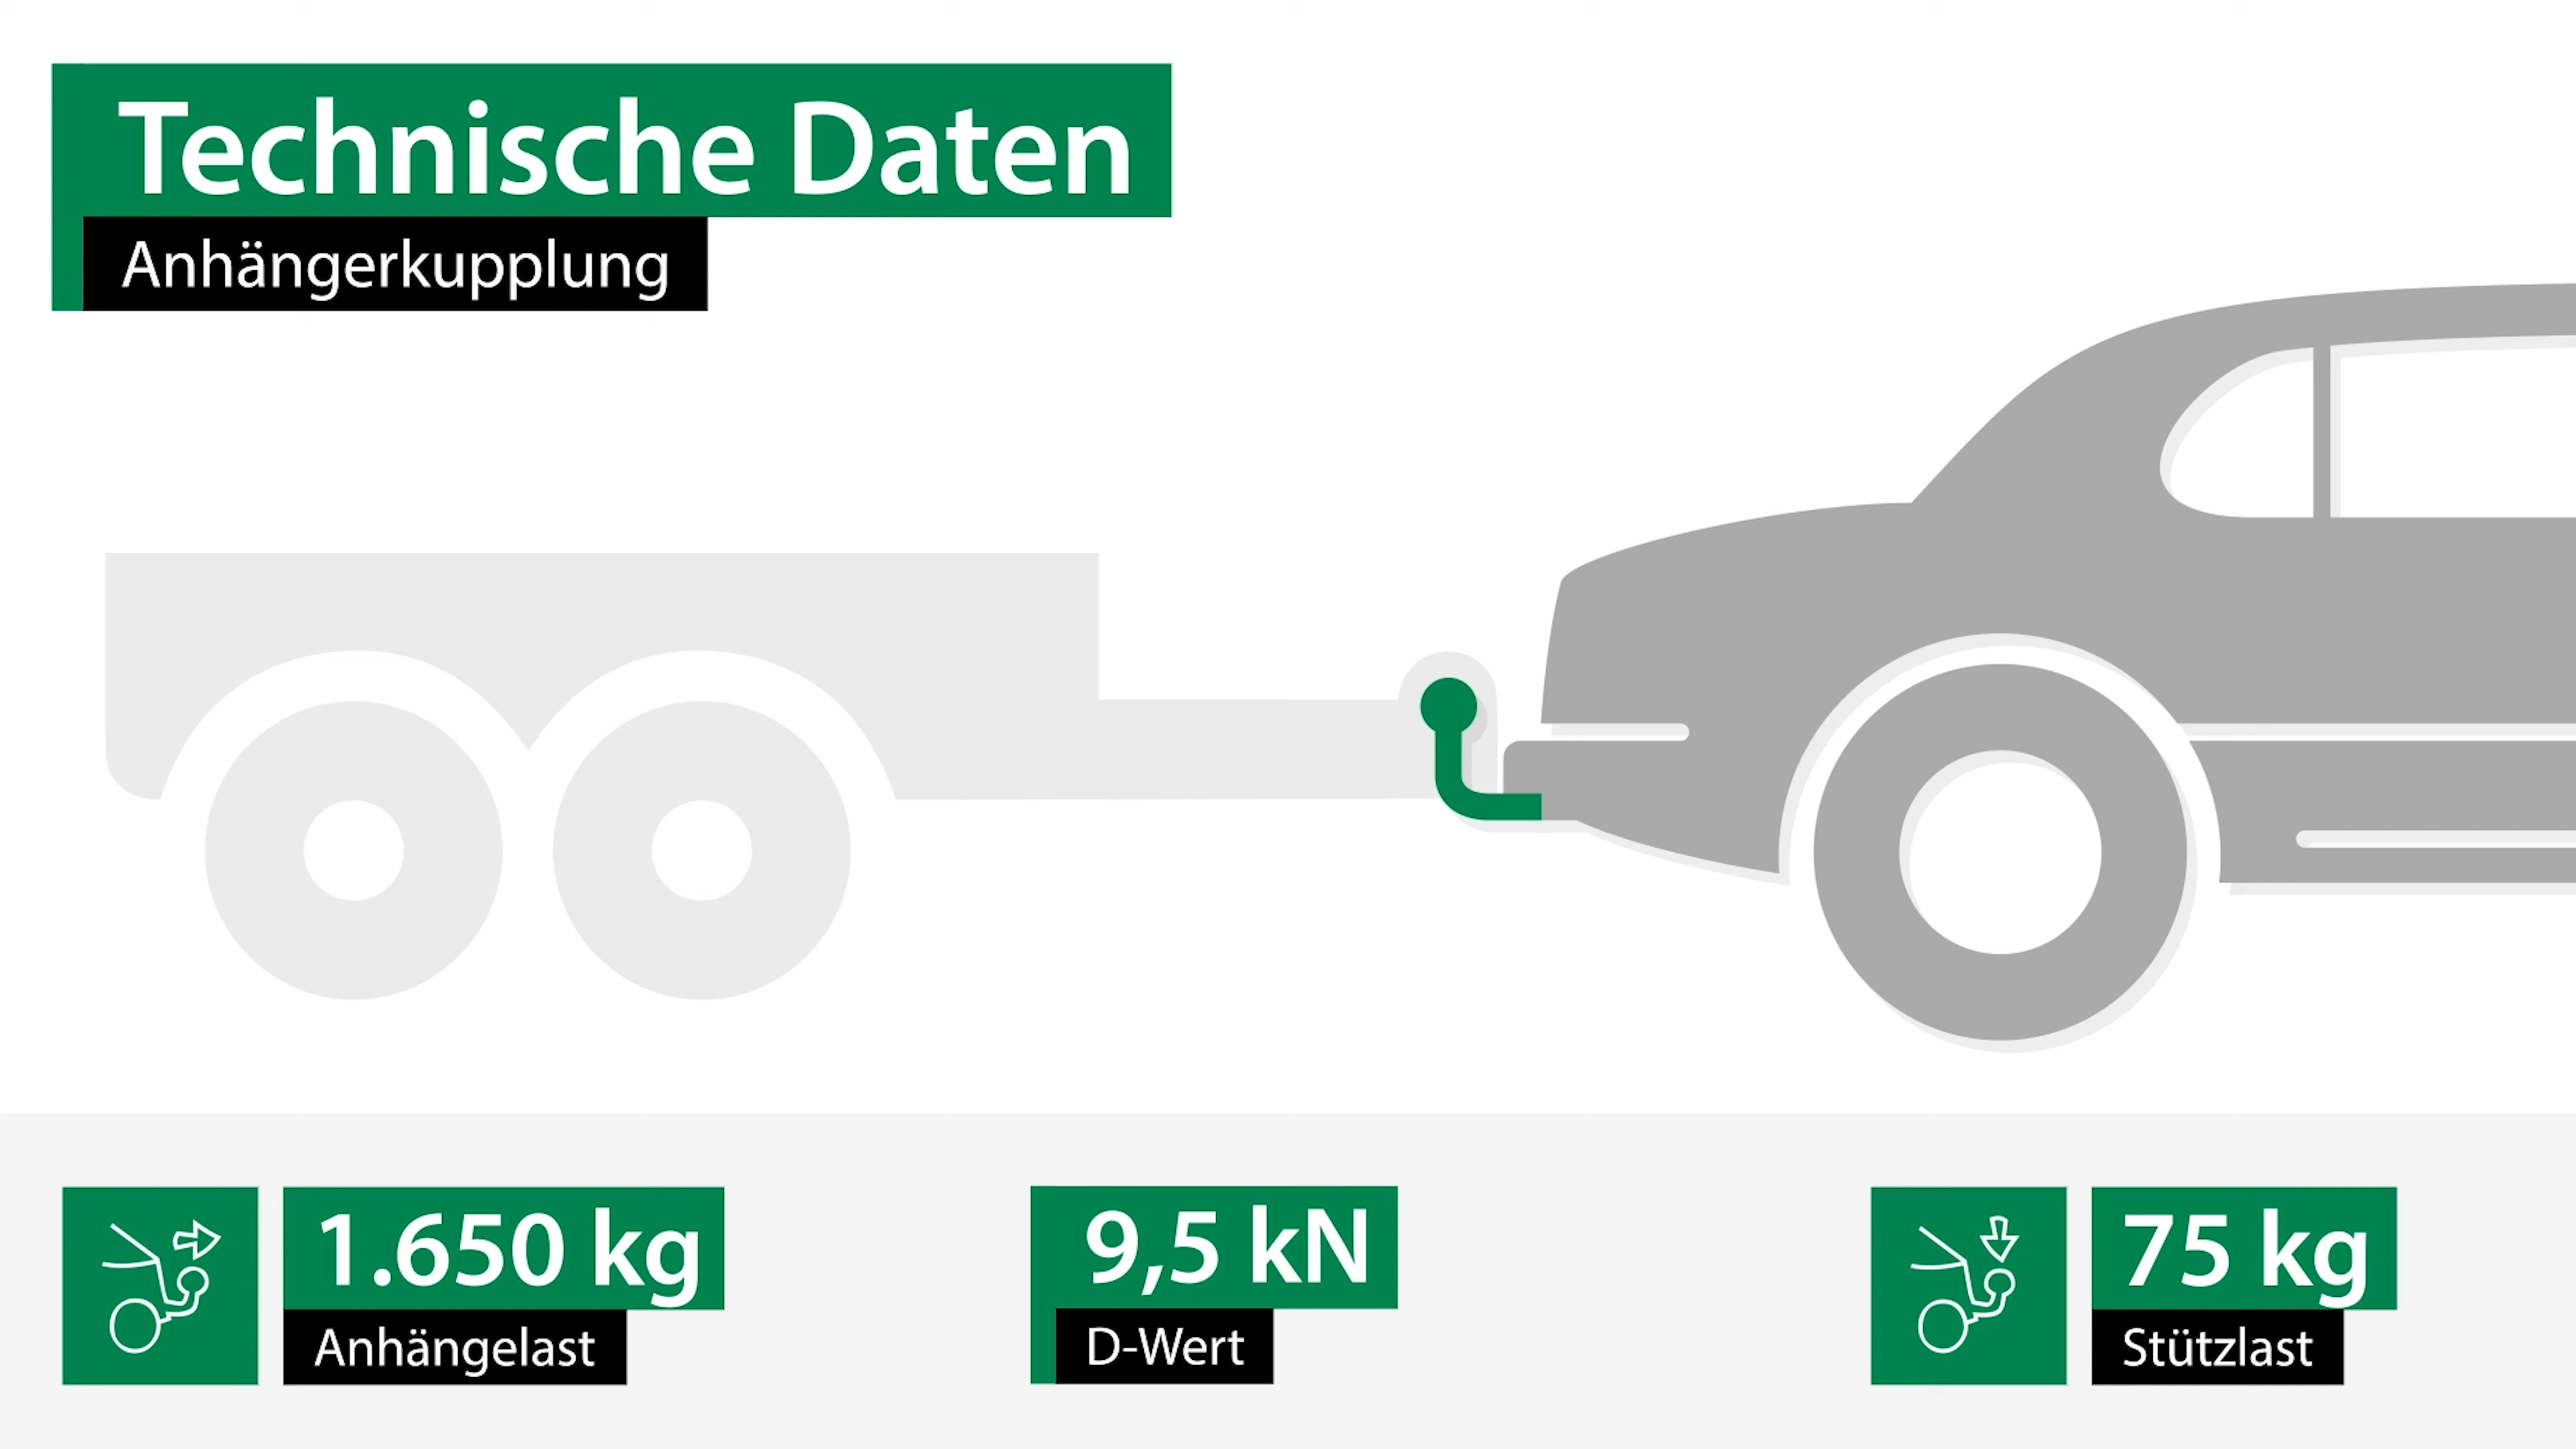 Technische Daten
Anhängerkupplung
1.650 kg
Anhängelast
9,5 kN
D-Wert
75 kg
Stützlast